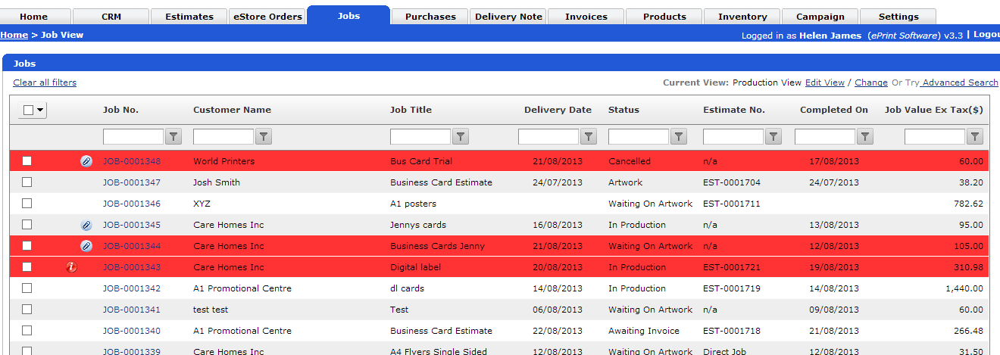 Home CRM Estimates eStore Orders Jobs Purchases Delivery Note Invoices Products Inventory Campaign Settings
Home > Job View Logged in as Helen James (ePrint Software) v3.3 | Logou
Jobs
Clear all filters Current View: Production View Edit View / Change Or Try Advanced Search
Job No. Customer Name Job Title Delivery Date Status Estimate No. Completed On Job Value Ex Tax($)
JOB-0001348 World Printers Bus Card Trial 21/08/2013 Cancelled n/a 17/08/2013 60.00
JOB-0001347 Josh Smith Business Card Estimate 24/07/2013 Artwork EST-0001704 24/07/2013 38.20
JOB-0001346 XYZ A1 posters Waiting On Artwork EST-0001711 782.62
JOB-0001345 Care Homes Inc Jennys cards 16/08/2013 In Production n/a 13/08/2013 95.00
JOB-0001344 Care Homes Inc Business Cards Jenny 21/08/2013 Waiting On Artwork n/a 12/08/2013 105.00
JOB-0001343 Care Homes Inc Digital label 20/08/2013 In Production EST-0001721 19/08/2013 310.98
JOB-0001342 A1 Promotional Centre dl cards 14/08/2013 In Production EST-0001719 14/08/2013 1,440.00
JOB-0001341 test test Test 06/08/2013 Waiting On Artwork n/a 09/08/2013 60.00
JOB-0001340 A1 Promotional Centre Business Card Estimate 22/08/2013 Awaiting Invoice EST-0001718 21/08/2013 266.48
JOB-0001339 Care Homes Inc A4 Flyers Single Sided 12/08/2013 Waiting On Artwork Direct Job 12/08/2013 31.50